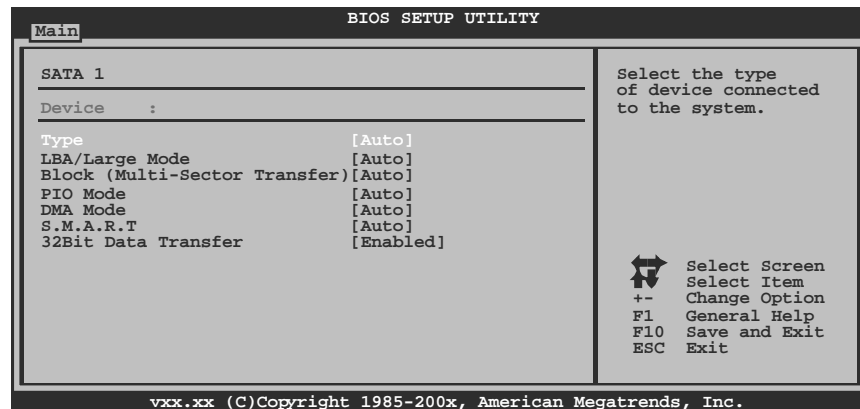 BIOS SETUP UTILITY
Main
SATA 1
Device :
Type [Auto]
LBA/Large Mode [Auto]
Block (Multi-Sector Transfer)[Auto]
PIO Mode [Auto]
DMA Mode [Auto]
S.M.A.R.T [Auto]
32Bit Data Transfer [Enabled]
Select the type
of device connected
to the system.
Select Screen
Select Item
+- Change Option
F1 General Help
F10 Save and Exit
ESC Exit
vxx.xx (C)Copyright 1985-200x, American Megatrends, Inc.